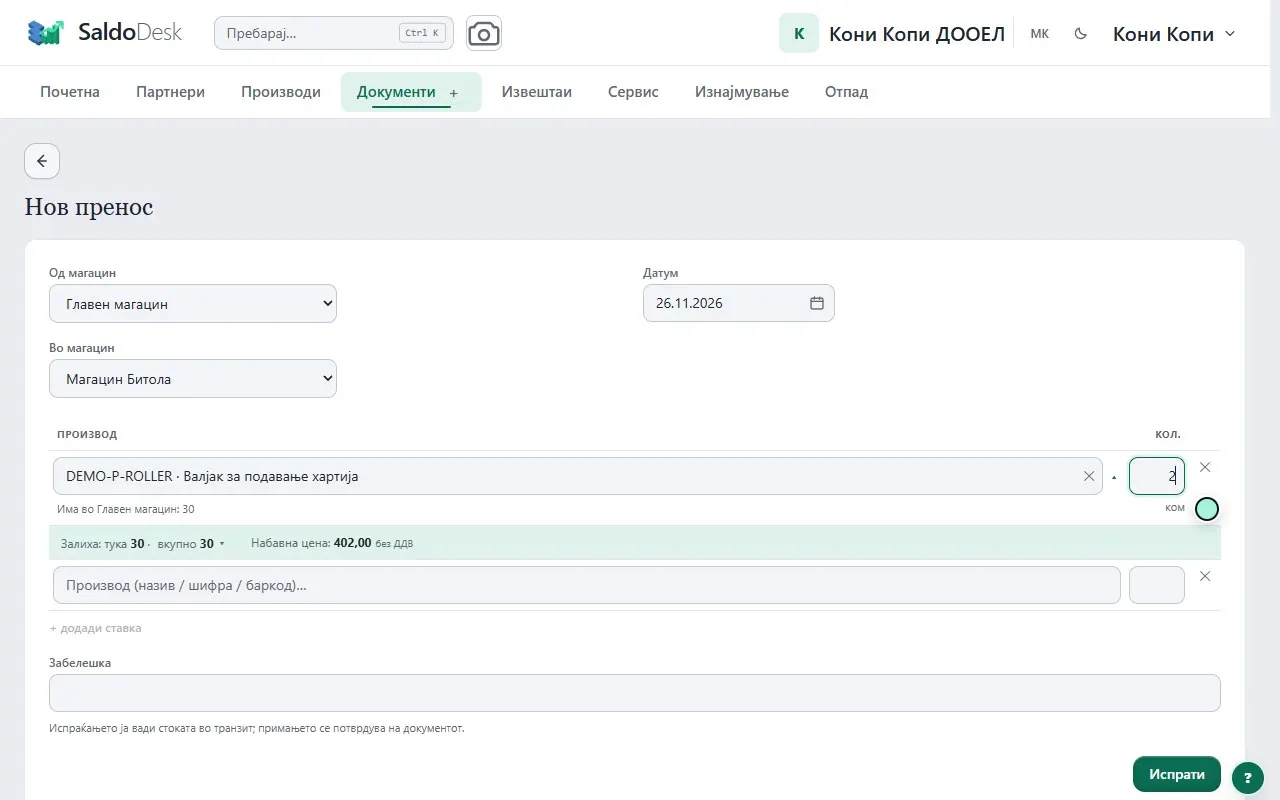 SaldoDesk
Пребарај...
Ctrl K
К
Кони Копи ДООЕЛ
МК
Кони Копи
Почетна
Партнери
Производи
Документи +
Извештаи
Сервис
Изнајмување
Отпад
Нов пренос
Од магацин
Датум
Главен магацин
26.11.2026
Во магацин
Магацин Битола
ПРОИЗВОД
КОЛ.
DEMO-P-ROLLER · Валјак за подавање хартија
2
Има во Главен магацин: 30
ком
Залиха: тука 30 · вкупно 30
Набавна цена: 402,00 без ДДВ
Производ (назив / шифра / баркод)...
+ додади ставка
Забелешка
Испраќањето ја вади стоката во транзит; примањето се потврдува на документот.
Испрати
?